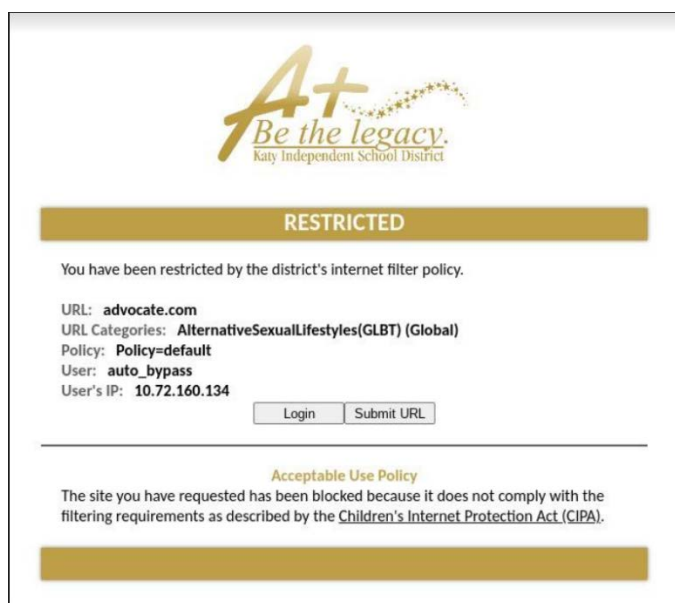 A+
Be the legacy.
Katy Independent School District
RESTRICTED
You have been restricted by the district's internet filter policy.
URL: advocate.com
URL Categories: AlternativeSexualLifestyles(GLBT) (Global)
Policy: Policy=default
User: auto_bypass
User's IP: 10.72.160.134
Login Submit URL
Acceptable Use Policy
The site you have requested has been blocked because it does not comply with the
filtering requirements as described by the Children's Internet Protection Act (CIPA).